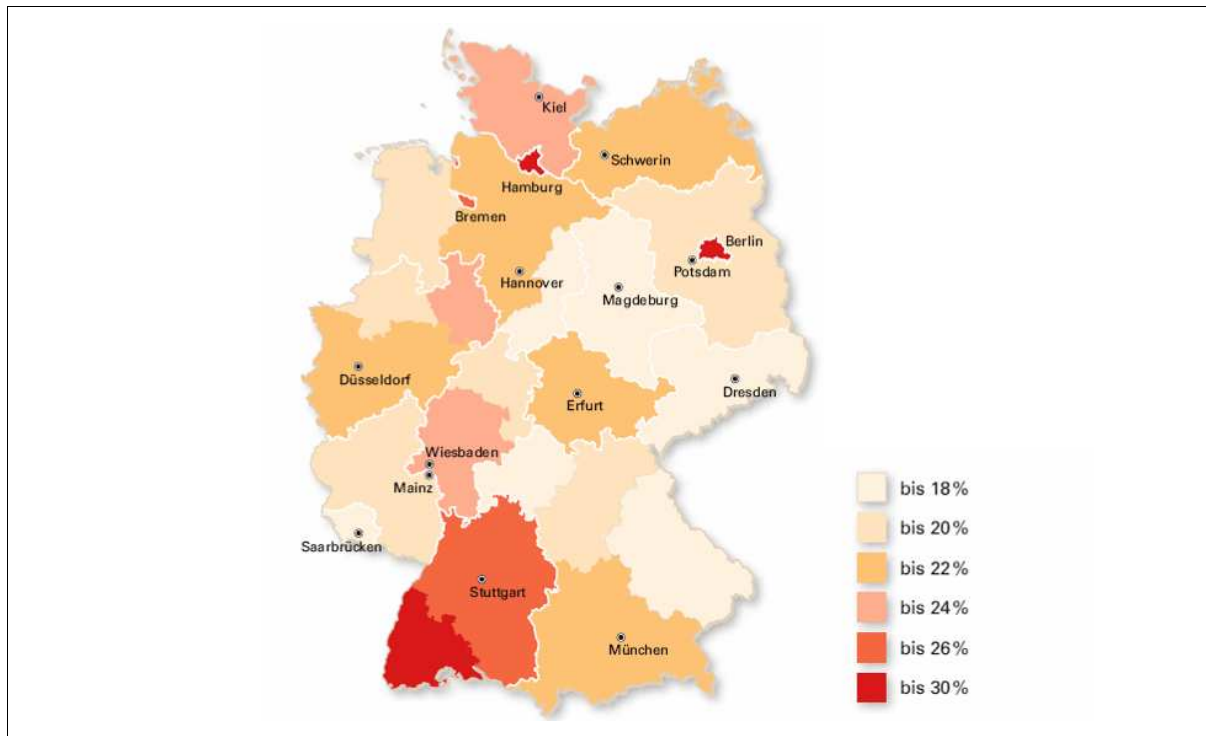 Kiel
Schwerin
Hamburg
Bremen
Berlin
Potsdam
Hannover
Magdeburg
Düsseldorf
Dresden
Erfurt
Wiesbaden
Mainz
Saarbrücken
Stuttgart
München
bis 18%
bis 20%
bis 22%
bis 24%
bis 26%
bis 30%